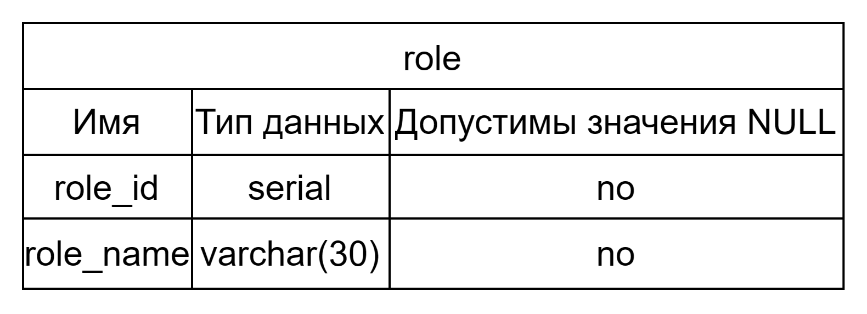 role
Имя Тип данных Допустимы значения NULL
role_id serial no
role_name varchar(30) no